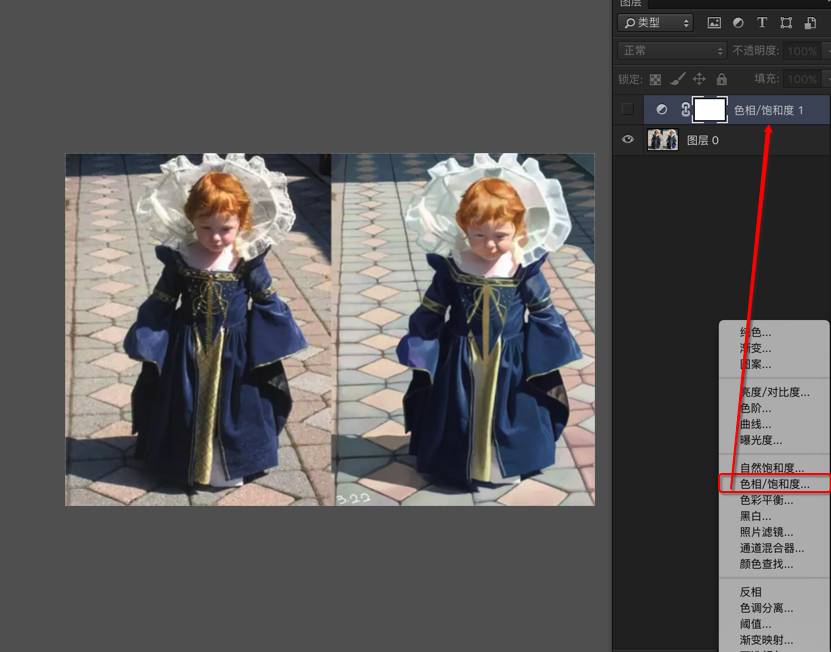 图层
类型
T
正常
不透明度: 100%
锁定:
填充: 100%
色相/饱和度 1
图层 0
3.22
纯色...
渐变...
图案...
亮度/对比度...
色阶...
曲线...
曝光度...
自然饱和度...
色相/饱和度...
色彩平衡...
黑白...
照片滤镜...
通道混合器...
颜色查找...
反相
色调分离...
阈值...
渐变映射...